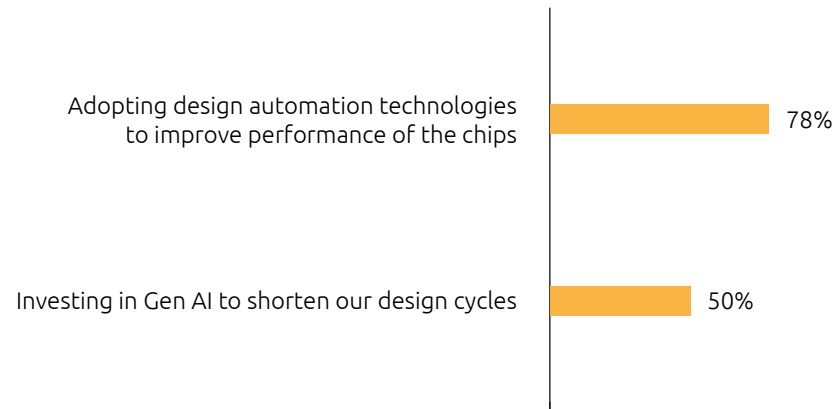 Adopting design automation technologies
to improve performance of the chips
78%
Investing in Gen AI to shorten our design cycles
50%